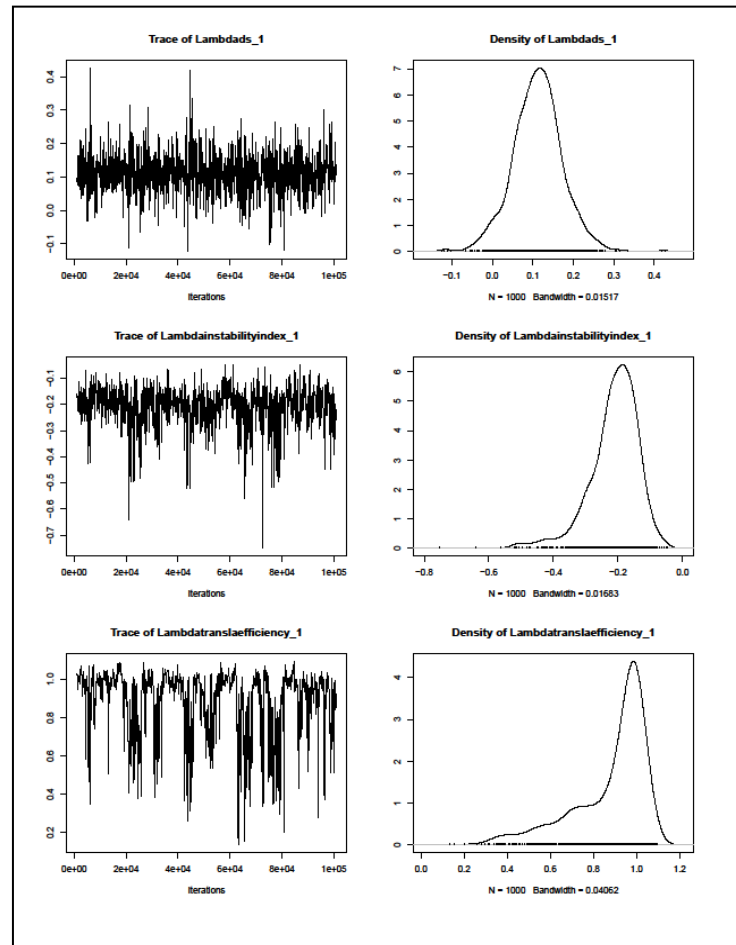 Trace of Lambdads_1
Density of Lambdads_1
0.4
0.3
0.2
0.1
0.0
−0.1
0e+00 2e+04 4e+04 6e+04 8e+04 1e+05
Iterations
7
6
5
4
3
2
1
0
−0.1 0.0 0.1 0.2 0.3 0.4
N = 1000 Bandwidth = 0.01517
Trace of Lambdainstabilityindex_1
Density of Lambdainstabilityindex_1
−0.1
−0.2
−0.3
−0.4
−0.5
−0.6
−0.7
0e+00 2e+04 4e+04 6e+04 8e+04 1e+05
Iterations
6
5
4
3
2
1
0
−0.8 −0.6 −0.4 −0.2 0.0
N = 1000 Bandwidth = 0.01683
Trace of Lambdatranslaefficiency_1
Density of Lambdatranslaefficiency_1
1.0
0.8
0.6
0.4
0.2
0e+00 2e+04 4e+04 6e+04 8e+04 1e+05
Iterations
4
3
2
1
0
0.0 0.2 0.4 0.6 0.8 1.0 1.2
N = 1000 Bandwidth = 0.04062